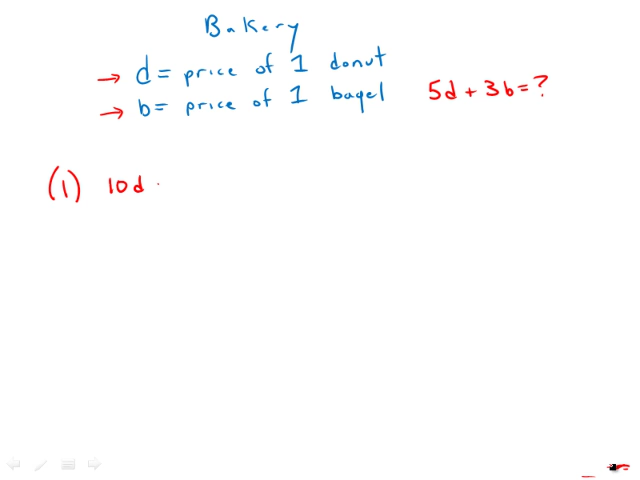 Bakery
→ d = price of 1 donut
→ b = price of 1 bagel
5d + 3b = ?
(1) 10d